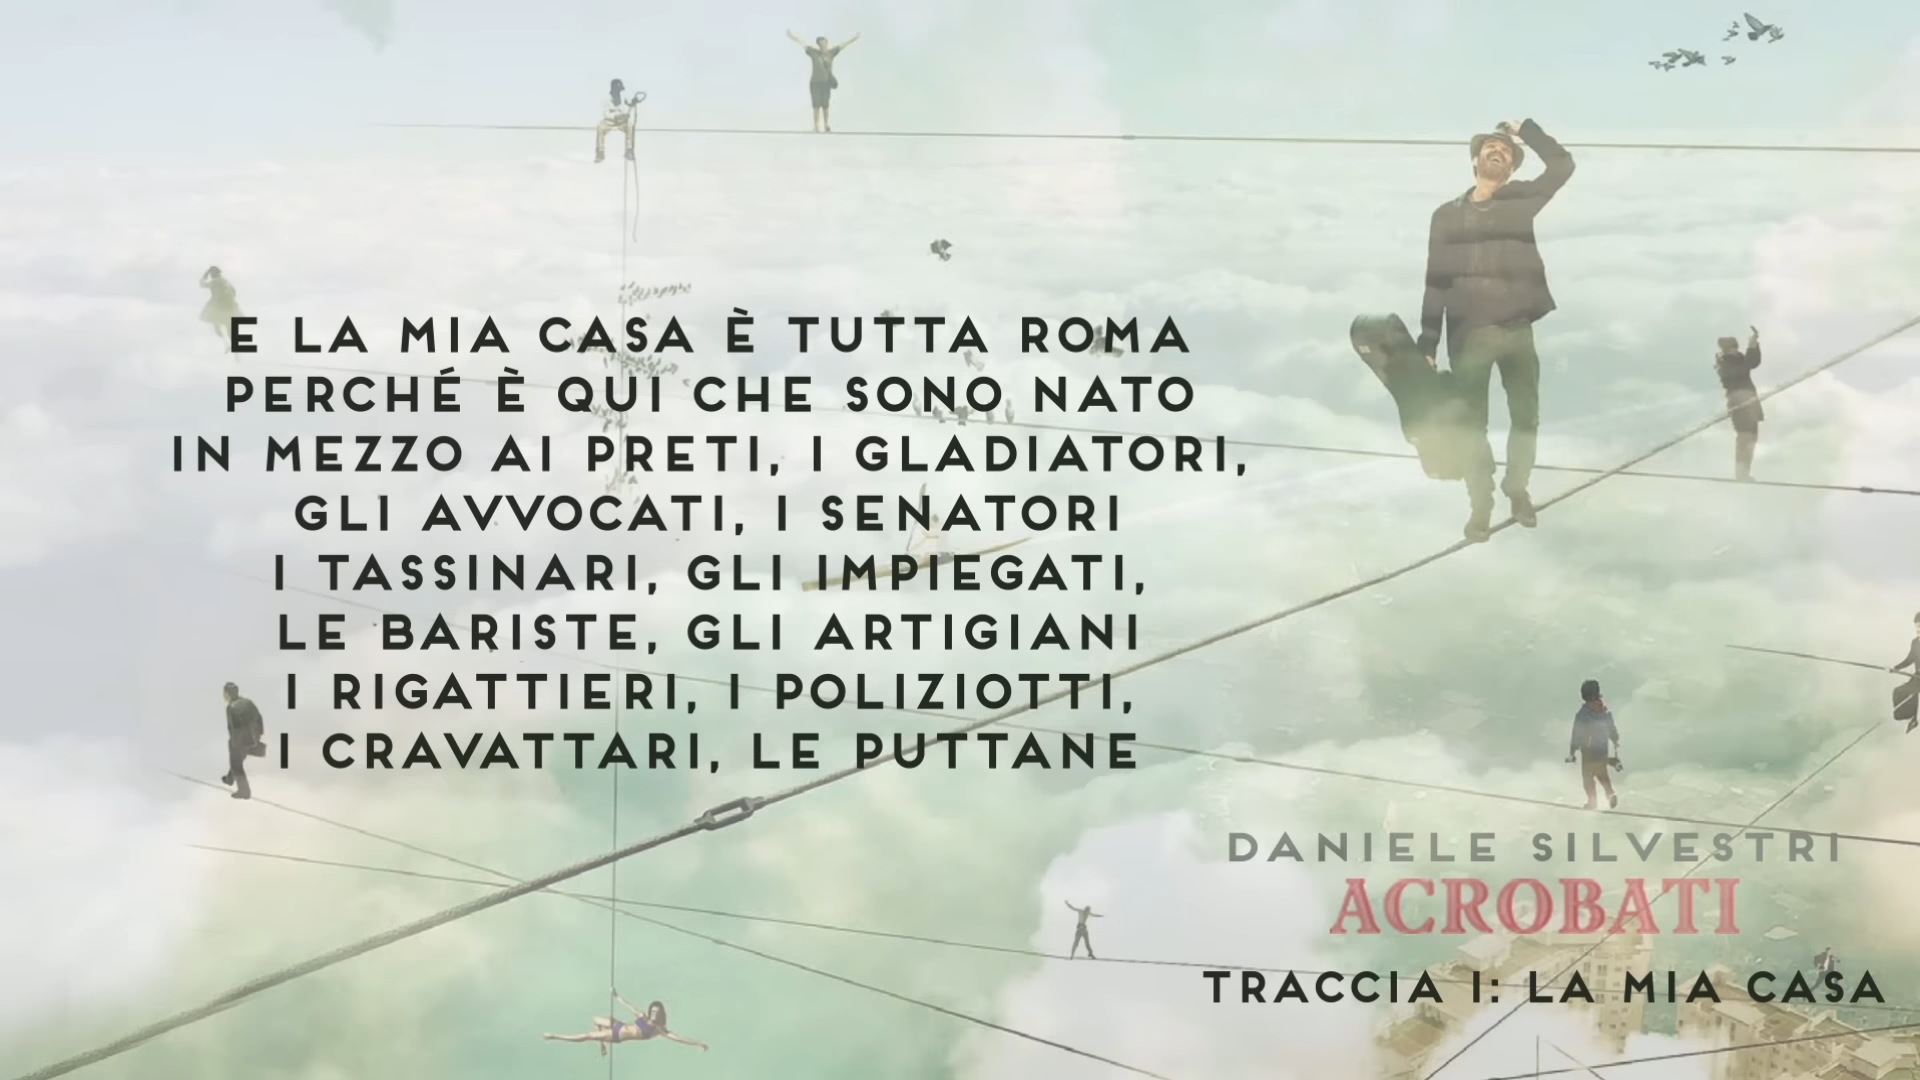 E LA MIA CASA È TUTTA ROMA
PERCHÉ È QUI CHE SONO NATO
IN MEZZO AI PRETI, I GLADIATORI,
GLI AVVOCATI, I SENATORI
I TASSINARI, GLI IMPIEGATI,
LE BARISTE, GLI ARTIGIANI
I RIGATTIERI, I POLIZIOTTI,
I CRAVATTARI, LE PUTTANE
DANIELE SILVESTRI
ACROBATI
TRACCIA 1: LA MIA CASA